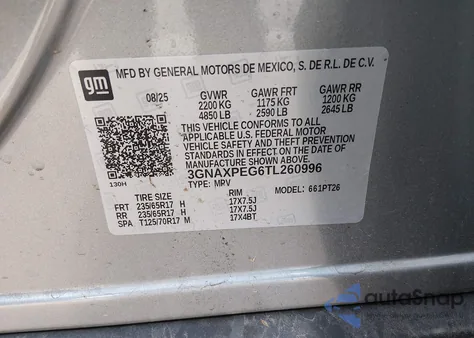 gm
MFD BY GENERAL MOTORS DE MEXICO, S. DE R.L. DE C.V.
08/25 GVWR GAWR FRT GAWR RR
2200 KG 1175 KG 1200 KG
4850 LB 2590 LB 2645 LB
THIS VEHICLE CONFORMS TO ALL
APPLICABLE U.S. FEDERAL MOTOR
VEHICLE SAFETY AND THEFT PREVENTION
STANDARDS IN EFFECT ON THE DATE OF
MANUFACTURE SHOWN ABOVE.
3GNAXPEG6TL260996
130H TYPE: MPV MODEL: 661PT26
TIRE SIZE RIM
FRT 235/65R17 H 17X7.5J
RR 235/65R17 H 17X7.5J
SPA T125/70R17 M 17X4BT
autoSnap